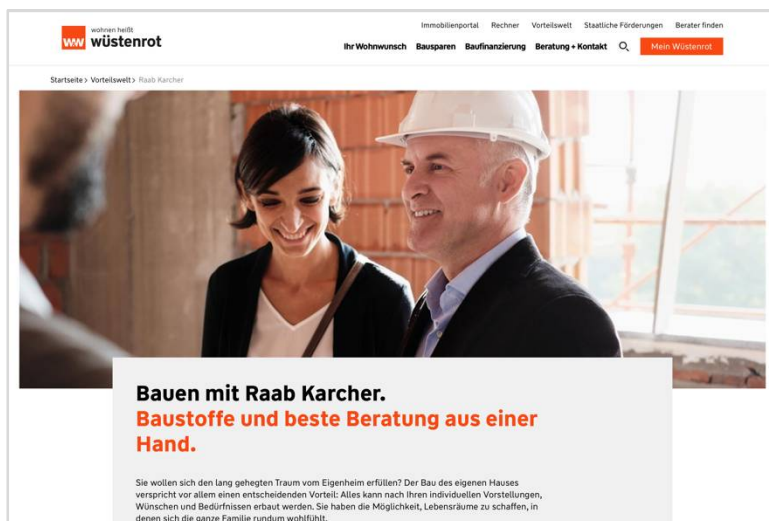 Immobilienportal Rechner Vorteilswelt Staatliche Förderungen Berater finden
wohnen heißt
wüstenrot
Ihr Wohnwunsch Bausparen Baufinanzierung Beratung + Kontakt Mein Wüstenrot
Startseite > Vorteilswelt > Raab Karcher
Bauen mit Raab Karcher.
Baustoffe und beste Beratung aus einer
Hand.
Sie wollen sich den lang gehegten Traum vom Eigenheim erfüllen? Der Bau des eigenen Hauses
verspricht vor allem einen entscheidenden Vorteil: Alles kann nach Ihren individuellen Vorstellungen,
Wünschen und Bedürfnissen erbaut werden. Sie haben die Möglichkeit, Lebensräume zu schaffen, in
denen sich die ganze Familie rundum wohlfühlt.